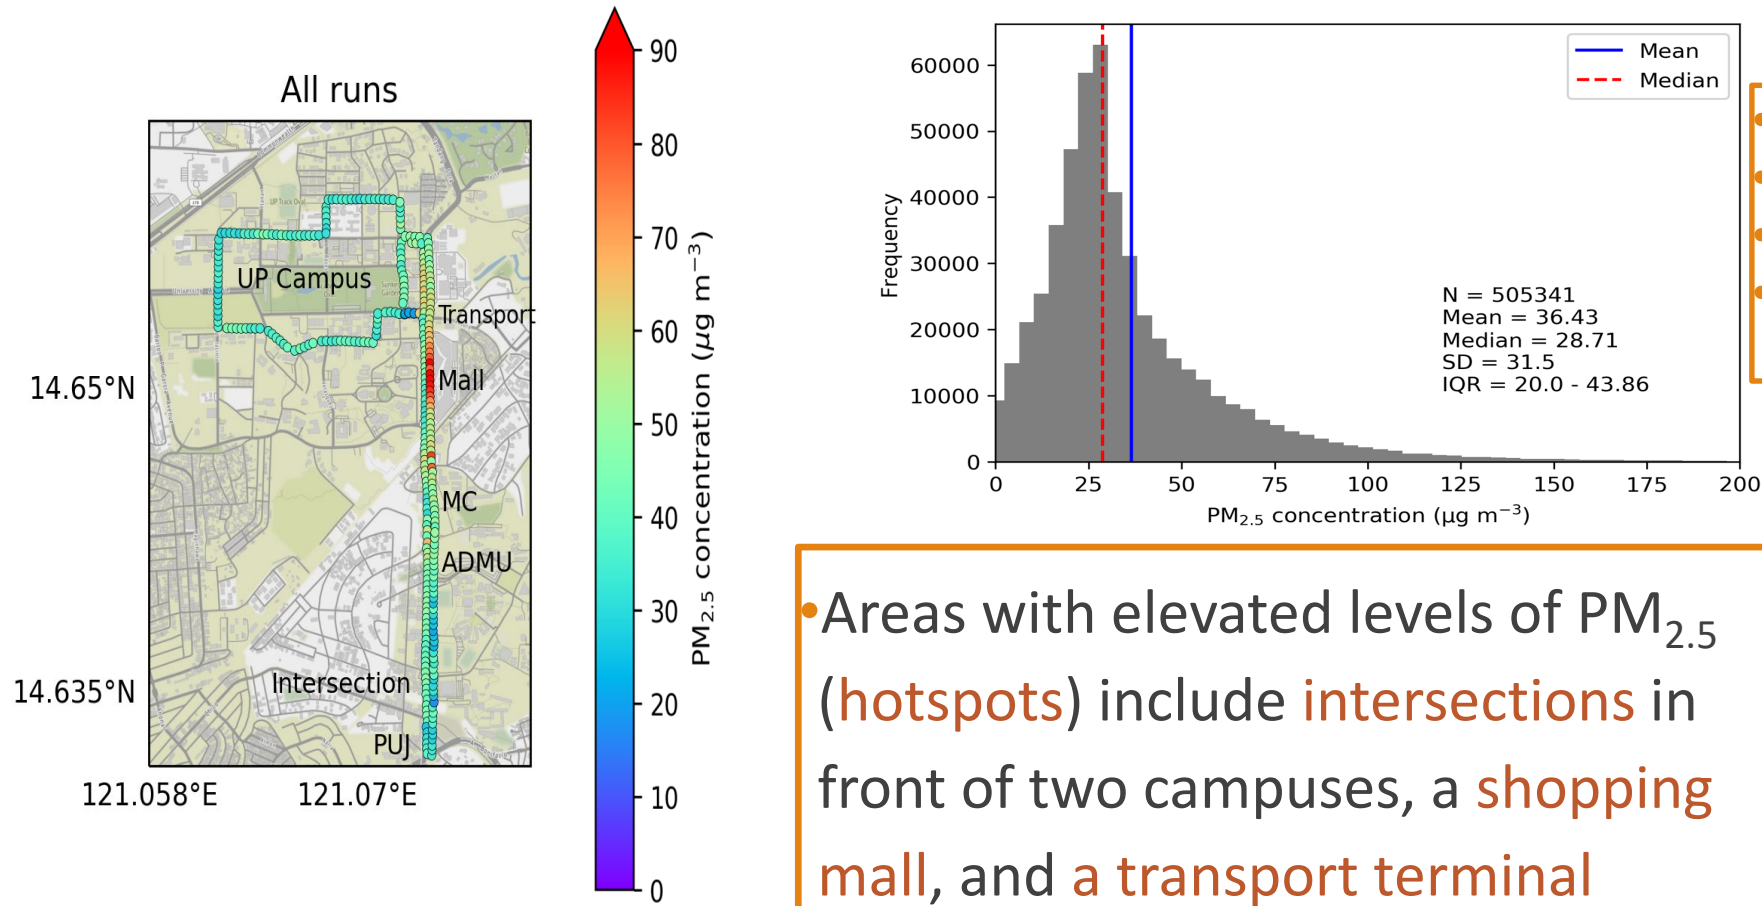 All runs
UP Track Oval
UP Campus
Transport
Mall
MC
ADMU
Intersection
PUJ
14.65°N
14.635°N
121.058°E
121.07°E
90
80
70
60
50
40
30
20
10
0
PM2.5 concentration (μg m−3)
Mean
Median
60000
50000
40000
30000
20000
10000
0
Frequency
N = 505341
Mean = 36.43
Median = 28.71
SD = 31.5
IQR = 20.0 - 43.86
0 25 50 75 100 125 150 175 200
PM2.5 concentration (μg m−3)
•Areas with elevated levels of PM2.5
(hotspots) include intersections in
front of two campuses, a shopping
mall, and a transport terminal